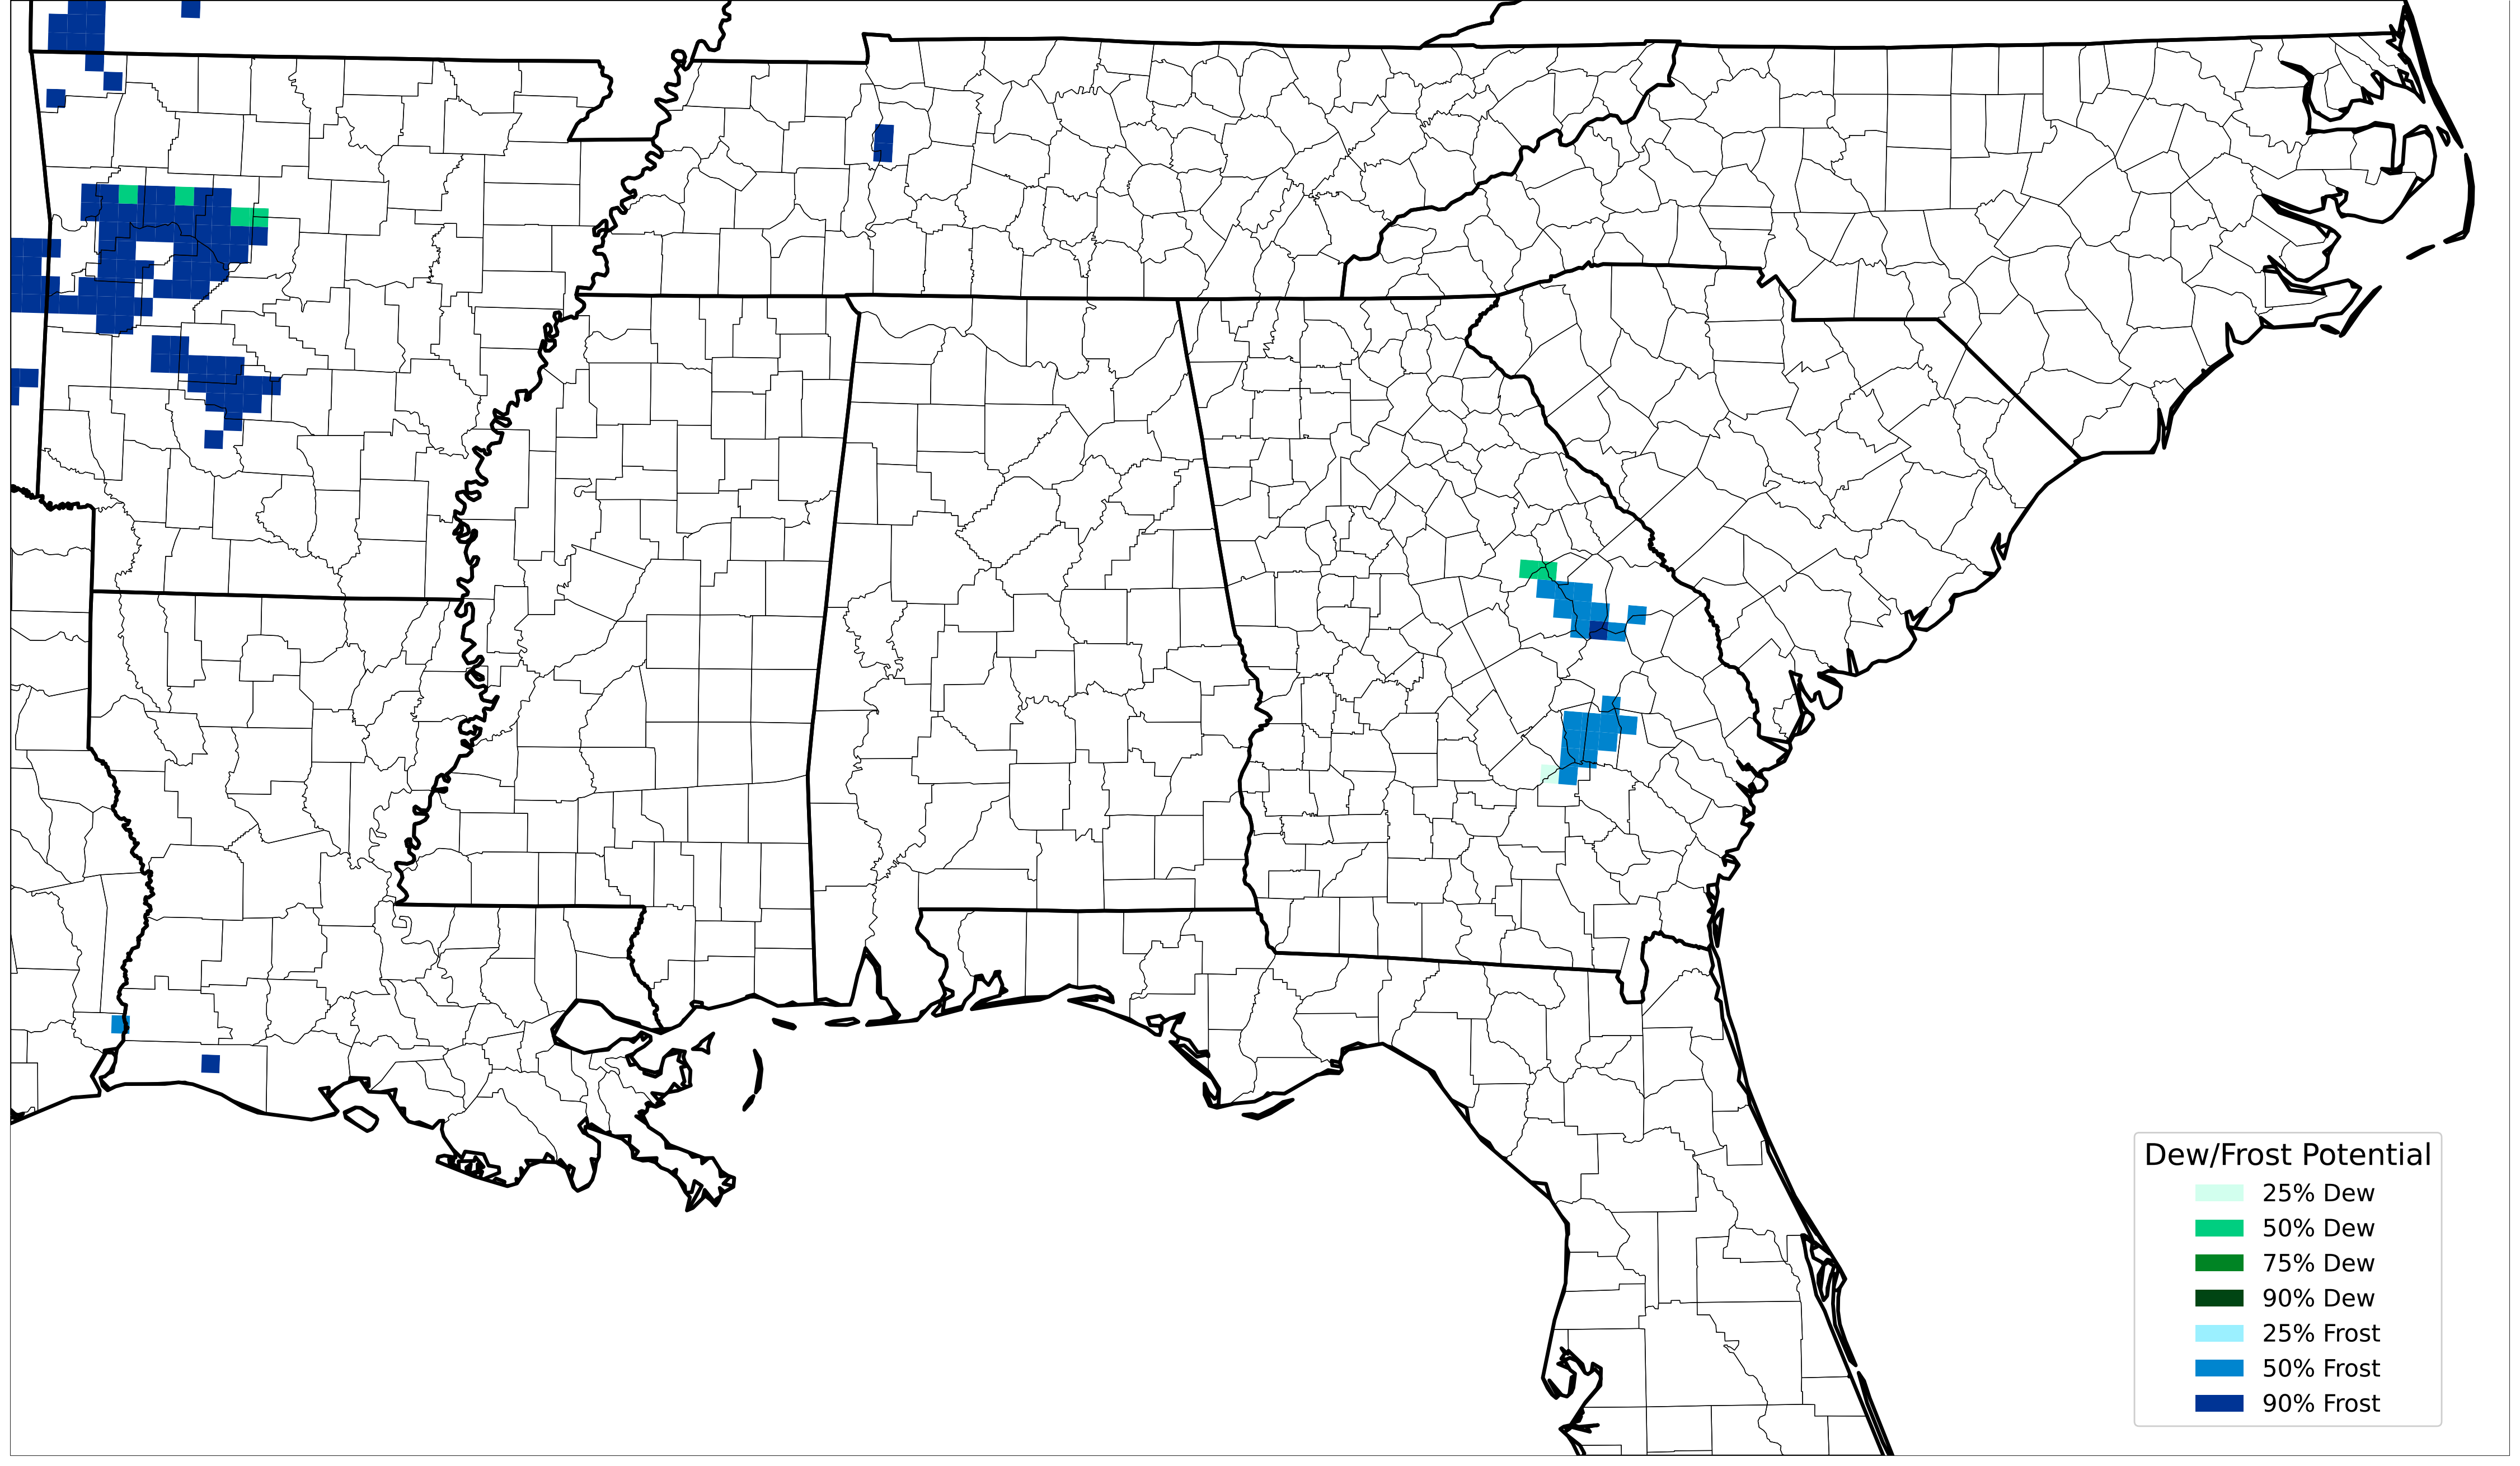 Dew/Frost Potential
25% Dew
50% Dew
75% Dew
90% Dew
25% Frost
50% Frost
90% Frost